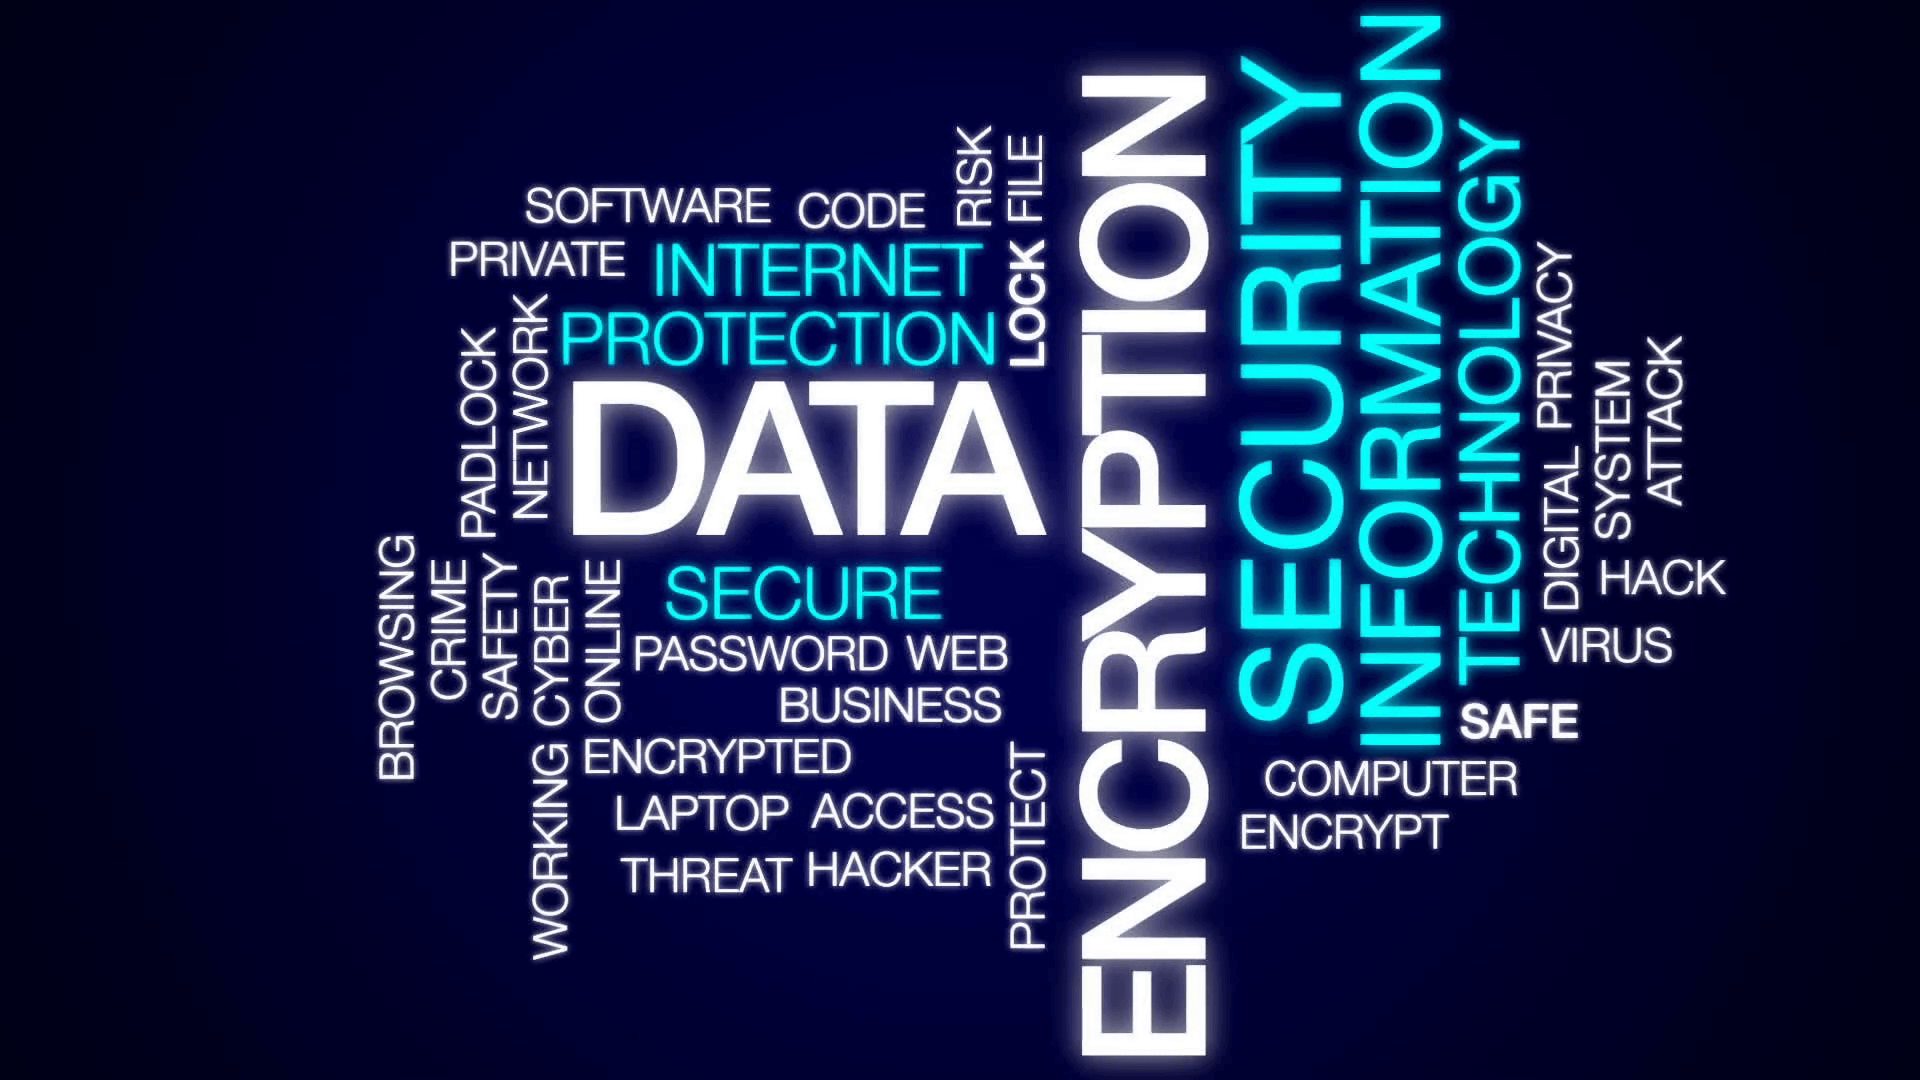 SOFTWARE CODE
RISK
FILE
PRIVATE INTERNET
LOCK
PROTECTION
PADLOCK
NETWORK
DATA
ENCRYPTION
SECURITY
INFORMATION
TECHNOLOGY
PRIVACY
DIGITAL
SYSTEM
ATTACK
HACK
VIRUS
SAFE
COMPUTER
ENCRYPT
BROWSING
CRIME
SAFETY
CYBER
ONLINE
SECURE
PASSWORD WEB
BUSINESS
WORKING
ENCRYPTED
LAPTOP ACCESS
THREAT HACKER
PROTECT